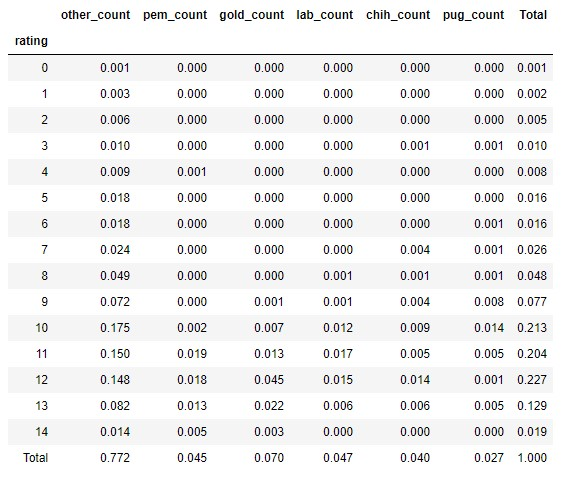 other_count pem_count gold_count lab_count chih_count pug_count Total
rating
0 0.001 0.000 0.000 0.000 0.000 0.000 0.001
1 0.003 0.000 0.000 0.000 0.000 0.000 0.002
2 0.006 0.000 0.000 0.000 0.000 0.000 0.005
3 0.010 0.000 0.000 0.000 0.001 0.001 0.010
4 0.009 0.001 0.000 0.000 0.000 0.000 0.008
5 0.018 0.000 0.000 0.000 0.000 0.000 0.016
6 0.018 0.000 0.000 0.000 0.000 0.001 0.016
7 0.024 0.000 0.000 0.000 0.004 0.001 0.026
8 0.049 0.000 0.000 0.001 0.001 0.001 0.048
9 0.072 0.000 0.001 0.001 0.004 0.008 0.077
10 0.175 0.002 0.007 0.012 0.009 0.014 0.213
11 0.150 0.019 0.013 0.017 0.005 0.005 0.204
12 0.148 0.018 0.045 0.015 0.014 0.001 0.227
13 0.082 0.013 0.022 0.006 0.006 0.005 0.129
14 0.014 0.005 0.003 0.000 0.000 0.000 0.019
Total 0.772 0.045 0.070 0.047 0.040 0.027 1.000